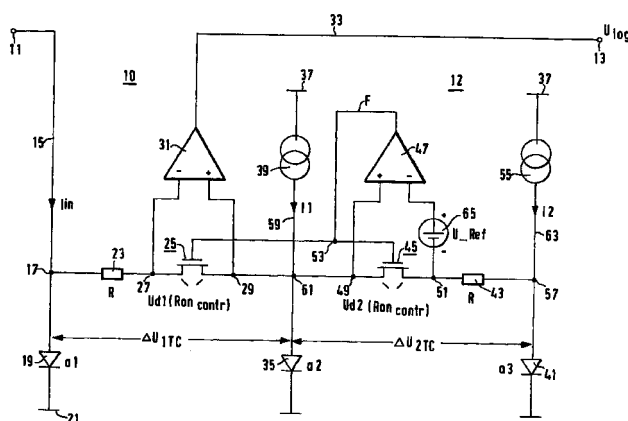 11
33
U log
13
10
37
12
37
F
15
31
- +
39
47
+ -
55
Iin
59
I1
65
+
U_Ref
-
I2
63
53
17
23
R
25
27
29
Ud1 (Ron contr)
61
45
49
51
Ud2 (Ron contr)
43
R
57
ΔU1TC
ΔU2TC
19
a1
35
a2
a3
41
21